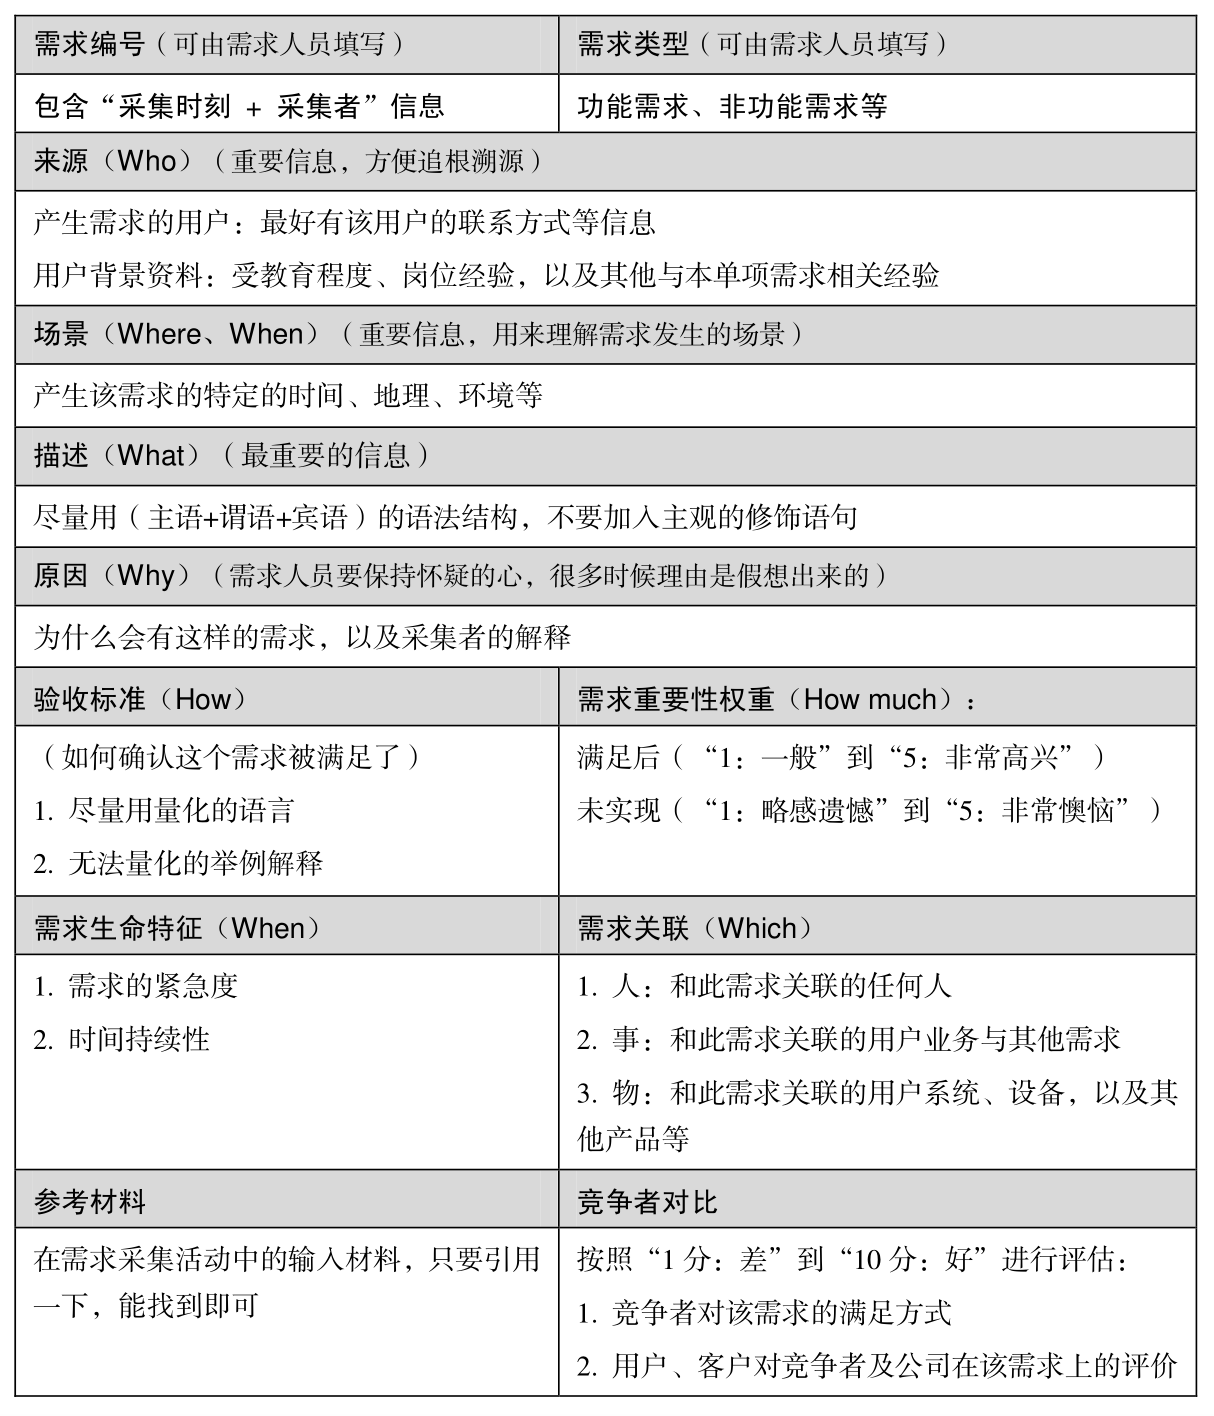 需求编号（可由需求人员填写）
需求类型（可由需求人员填写）
包含“采集时刻 + 采集者”信息
功能需求、非功能需求等
来源（Who）（重要信息，方便追根溯源）
产生需求的用户：最好有该用户的联系方式等信息
用户背景资料：受教育程度、岗位经验，以及其他与本单项需求相关经验
场景（Where、When）（重要信息，用来理解需求发生的场景）
产生该需求的特定的时间、地理、环境等
描述（What）（最重要的信息）
尽量用（主语+谓语+宾语）的语法结构，不要加入主观的修饰语句
原因（Why）（需求人员要保持怀疑的心，很多时候理由是假想出来的）
为什么会有这样的需求，以及采集者的解释
验收标准（How）
需求重要性权重（How much）：
（如何确认这个需求被满足了）
1. 尽量用量化的语言
2. 无法量化的举例解释
满足后（“1：一般”到“5：非常高兴”）
未实现（“1：略感遗憾”到“5：非常懊恼”）
需求生命特征（When）
需求关联（Which）
1. 需求的紧急度
2. 时间持续性
1. 人：和此需求关联的任何人
2. 事：和此需求关联的用户业务与其他需求
3. 物：和此需求关联的用户系统、设备，以及其
他产品等
参考材料
竞争者对比
在需求采集活动中的输入材料，只要引用
一下，能找到即可
按照“1 分：差”到“10 分：好”进行评估：
1. 竞争者对该需求的满足方式
2. 用户、客户对竞争者及公司在该需求上的评价